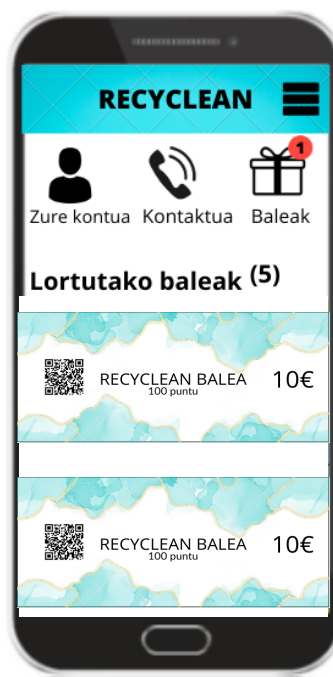 RECYCLEAN
1
Zure kontua Kontaktua Baleak
Lortutako baleak (5)
RECYCLEAN BALEA 10€
100 puntu
RECYCLEAN BALEA 10€
100 puntu